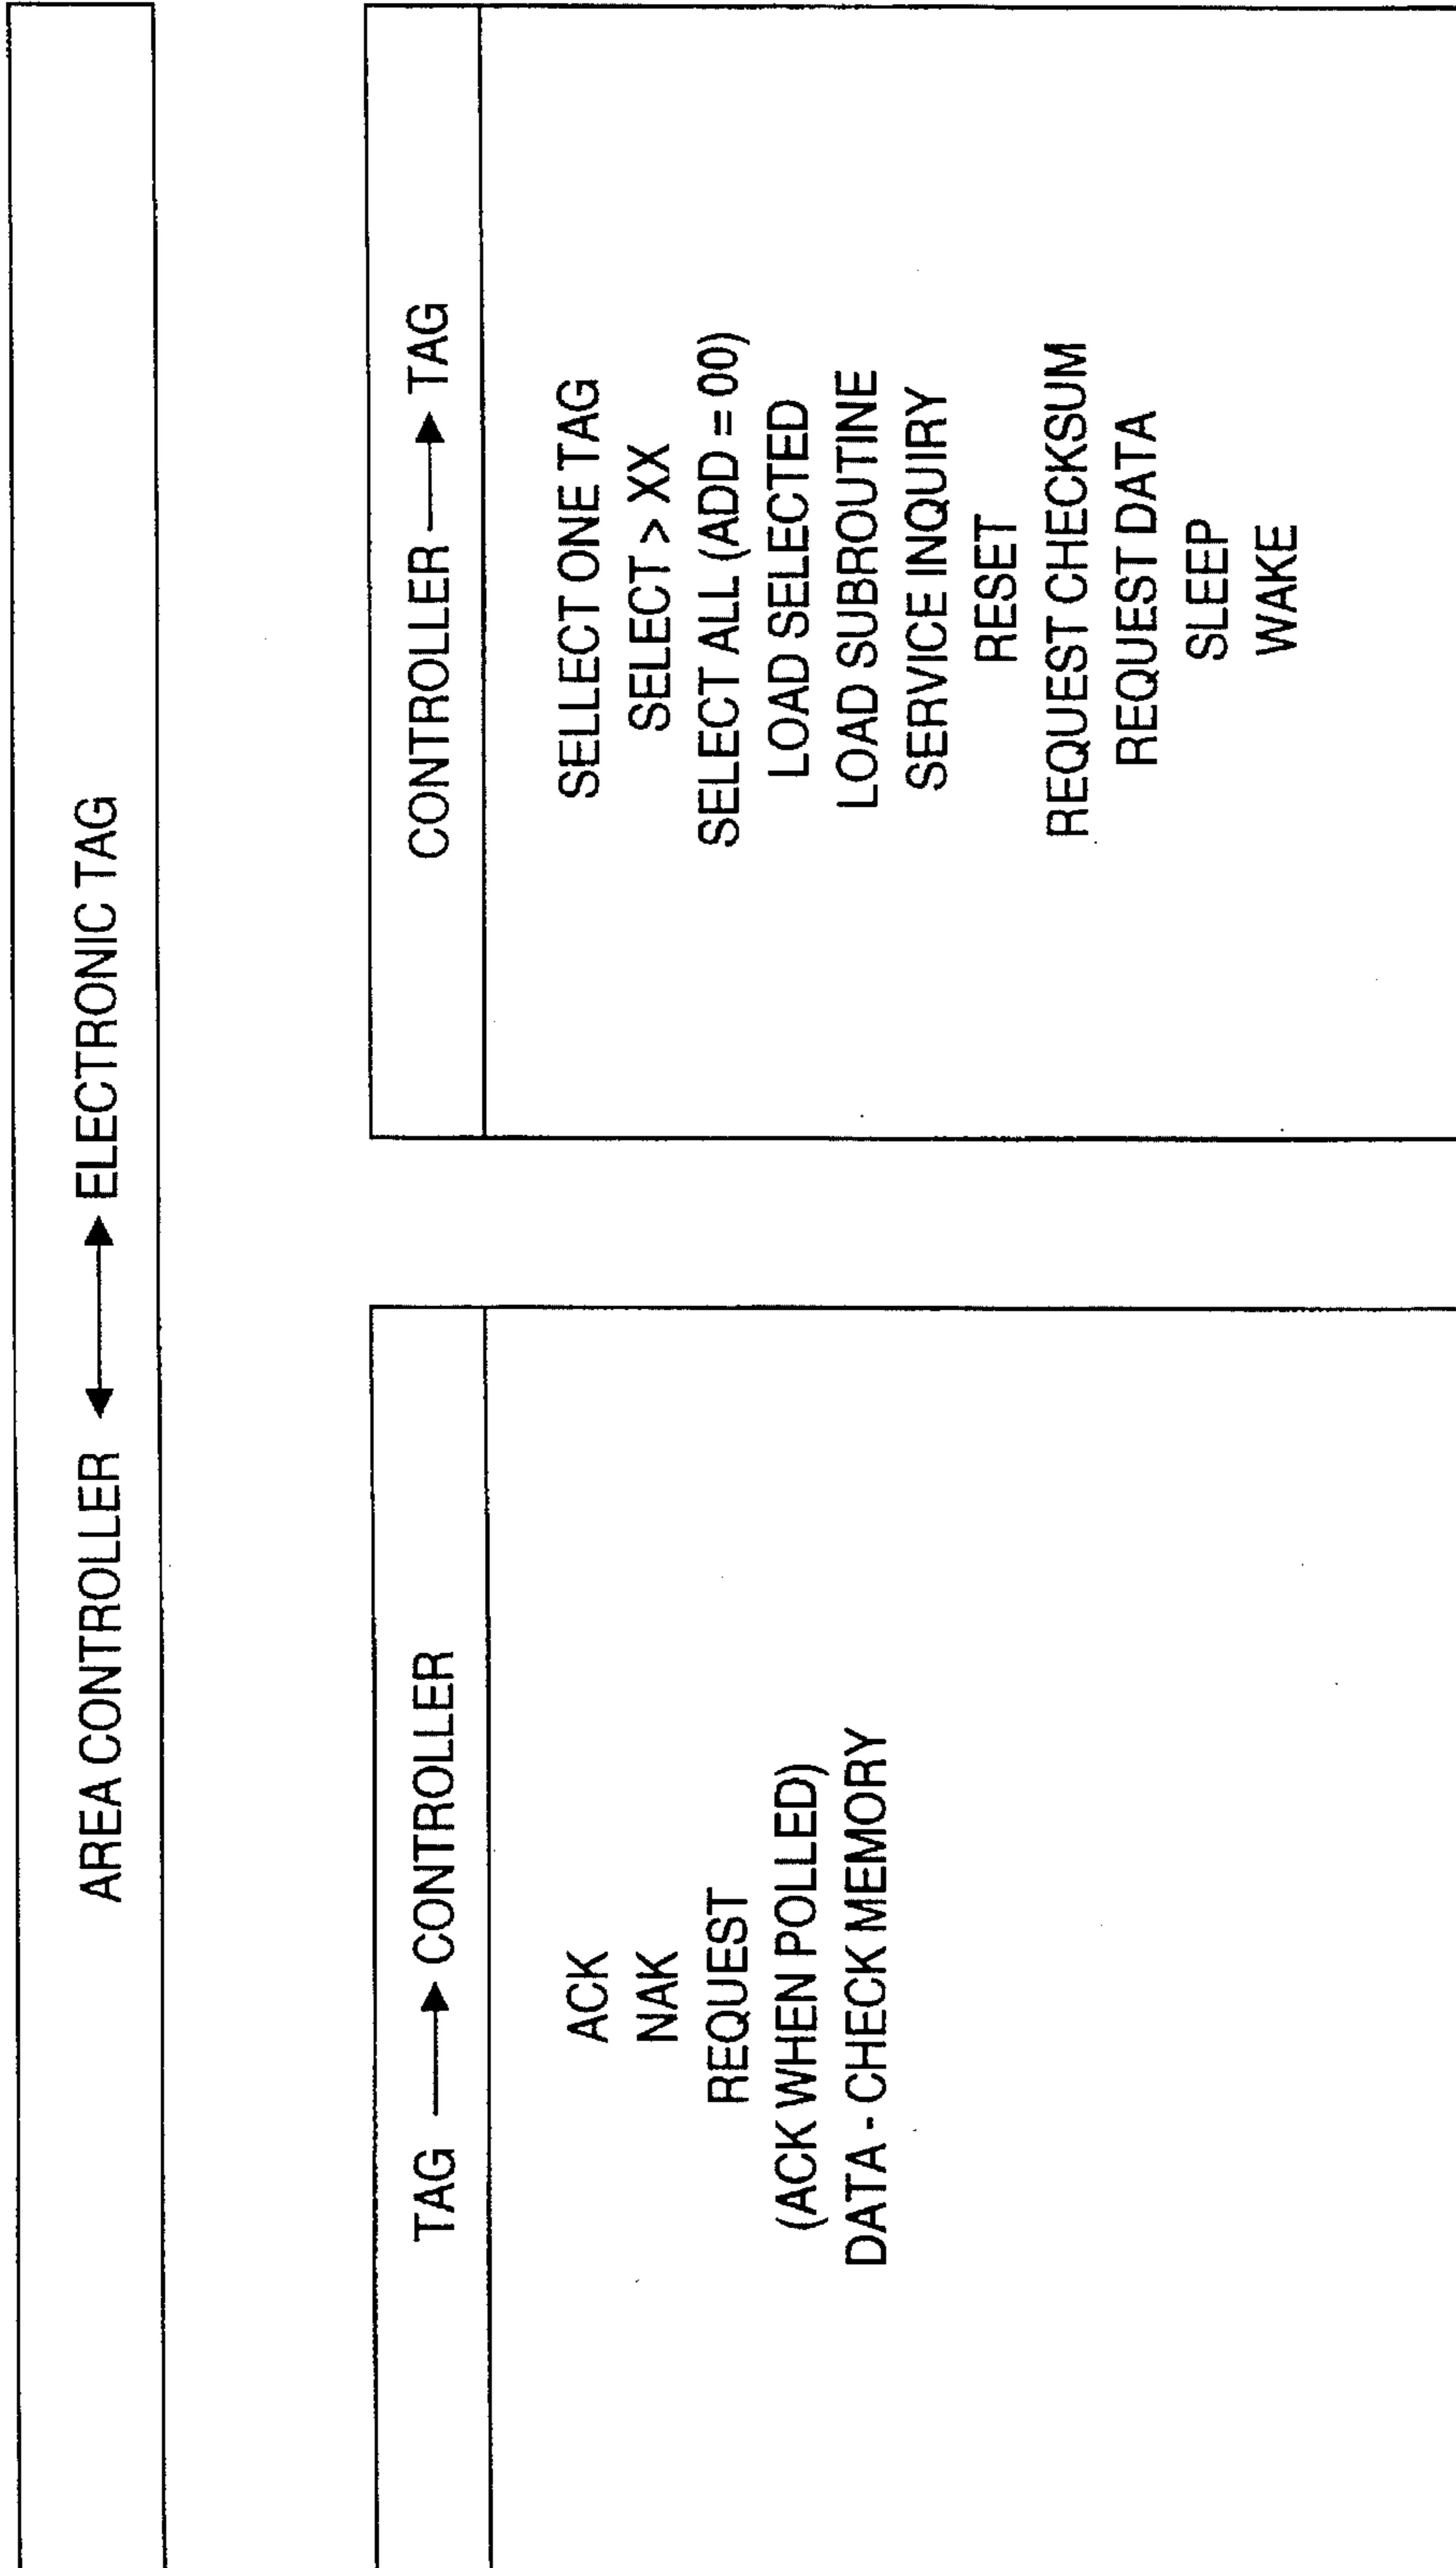 AREA CONTROLLER ◄──► ELECTRONIC TAG
TAG ──► CONTROLLER
ACK
NAK
REQUEST
(ACK WHEN POLLED)
DATA - CHECK MEMORY
CONTROLLER ──► TAG
SELLECT ONE TAG
SELECT > XX
SELECT ALL (ADD = 00)
LOAD SELECTED
LOAD SUBROUTINE
SERVICE INQUIRY
RESET
REQUEST CHECKSUM
REQUEST DATA
SLEEP
WAKE